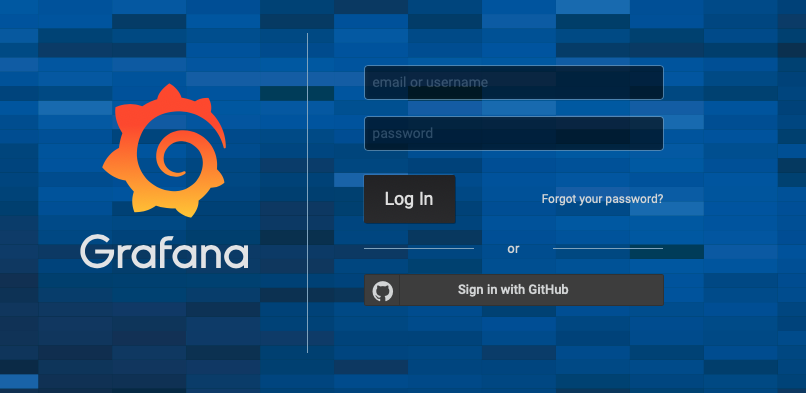 Grafana
email or username
password
Log In
Forgot your password?
or
Sign in with GitHub